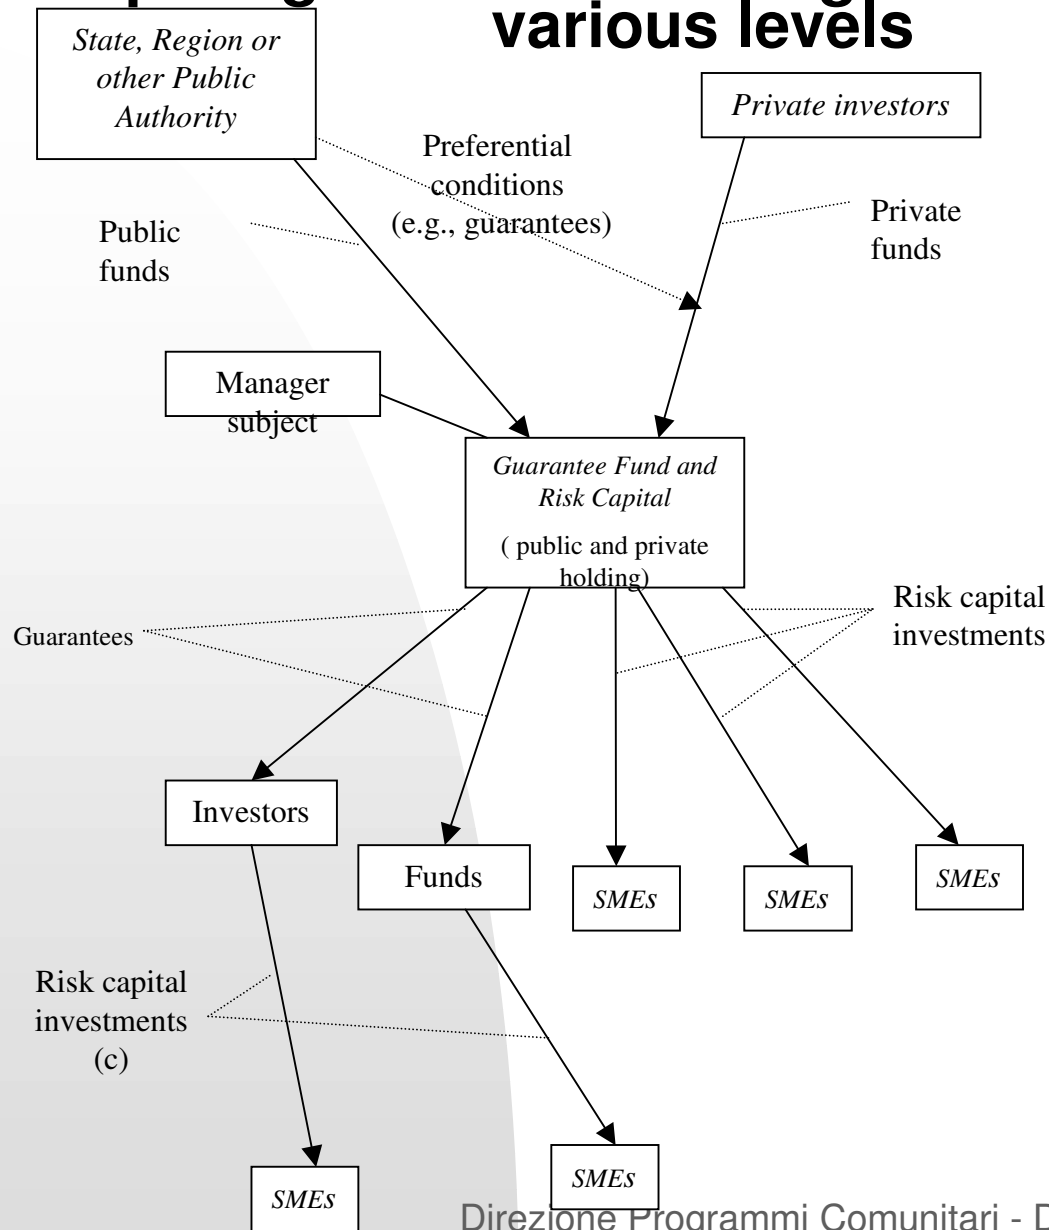 various levels
State, Region or
other Public
Authority
Private investors
Preferential
conditions
(e.g., guarantees)
Public
funds
Private
funds
Manager
subject
Guarantee Fund and
Risk Capital
( public and private
holding)
Guarantees
Risk capital
investments
Investors
Funds
SMEs
SMEs
SMEs
Risk capital
investments
(c)
SMEs
SMEs
Direzione Programmi Comunitari - D